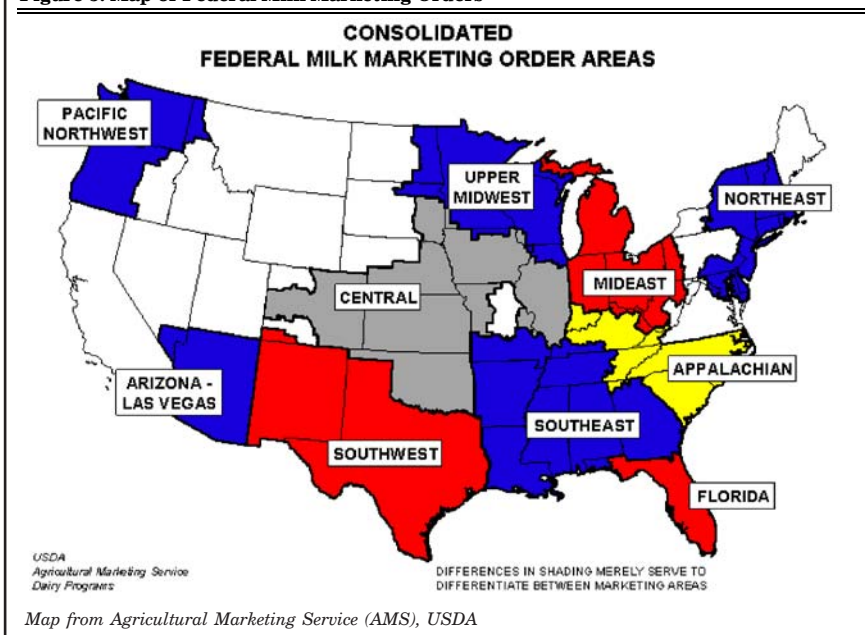 Figure 6. Map of Federal Milk Marketing Orders
CONSOLIDATED
FEDERAL MILK MARKETING ORDER AREAS
PACIFIC
NORTHWEST
UPPER
MIDWEST
NORTHEAST
CENTRAL
MIDEAST
APPALACHIAN
ARIZONA -
LAS VEGAS
SOUTHEAST
SOUTHWEST
FLORIDA
USDA
Agricultural Marketing Service
Dairy Programs
DIFFERENCES IN SHADING MERELY SERVE TO
DIFFERENTIATE BETWEEN MARKETING AREAS
Map from Agricultural Marketing Service (AMS), USDA